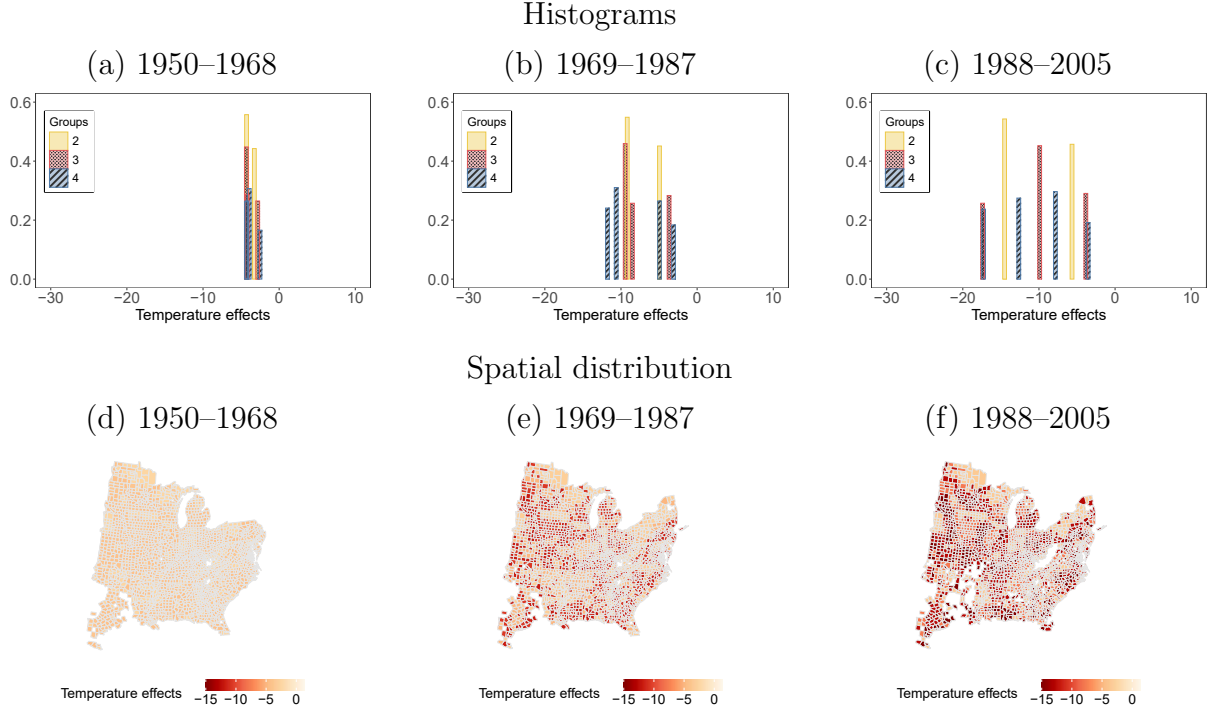 Histograms
(a) 1950–1968
(b) 1969–1987
(c) 1988–2005
0.6
0.4
0.2
0.0
Groups
2
3
4
−30 −20 −10 0 10
Temperature effects
0.6
0.4
0.2
0.0
Groups
2
3
4
−30 −20 −10 0 10
Temperature effects
0.6
0.4
0.2
0.0
Groups
2
3
4
−30 −20 −10 0 10
Temperature effects
Spatial distribution
(d) 1950–1968
(e) 1969–1987
(f) 1988–2005
Temperature effects
−15 −10 −5 0
Temperature effects
−15 −10 −5 0
Temperature effects
−15 −10 −5 0